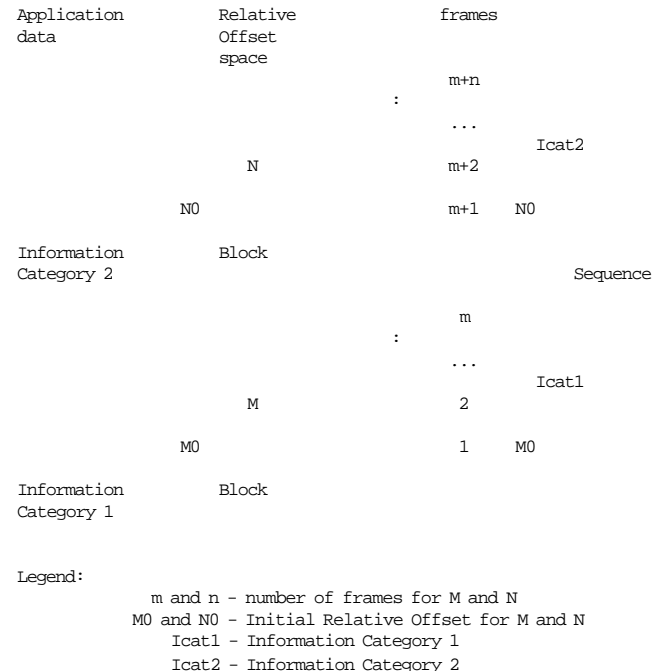 Application Relative frames
data Offset
space
m+n
:
...
Icat2
N m+2
N0 m+1 N0
Information Block
Category 2 Sequence
m
:
...
Icat1
M 2
M0 1 M0
Information Block
Category 1
Legend:
m and n - number of frames for M and N
M0 and N0 - Initial Relative Offset for M and N
Icat1 - Information Category 1
Icat2 - Information Category 2